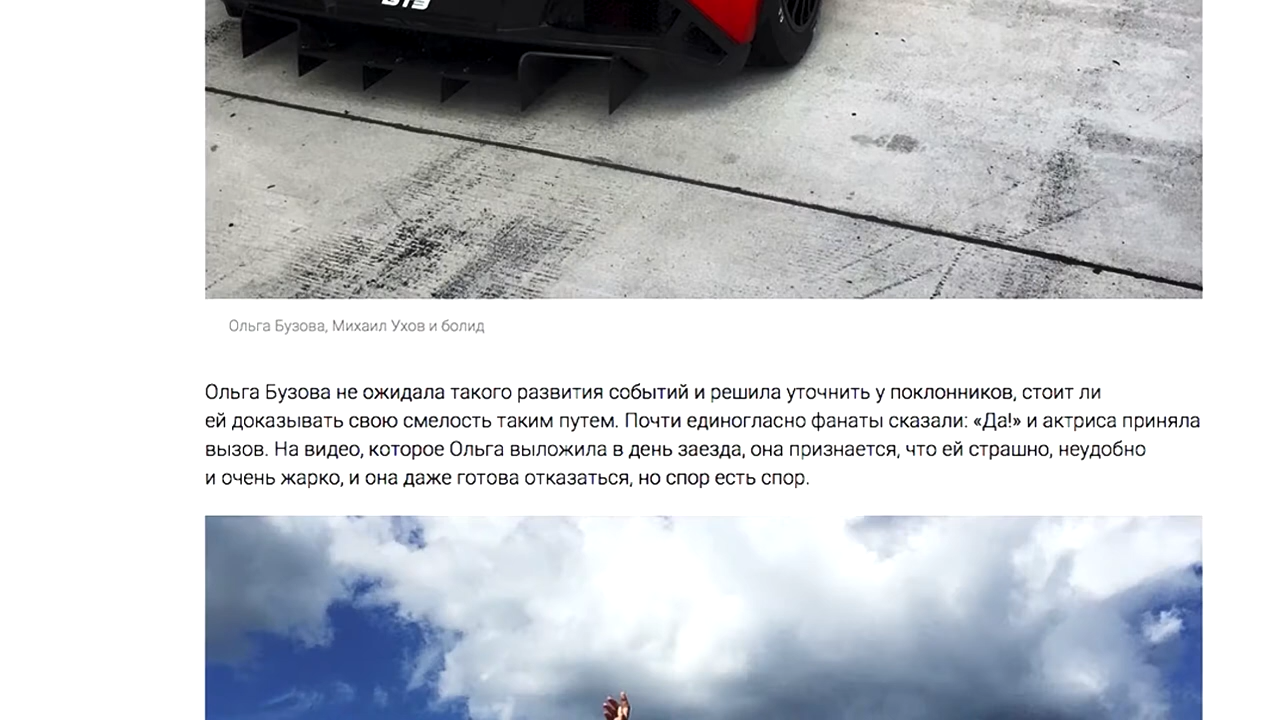 GT3
Ольга Бузова, Михаил Ухов и болид
Ольга Бузова не ожидала такого развития событий и решила уточнить у поклонников, стоит ли
ей доказывать свою смелость таким путем. Почти единогласно фанаты сказали: «Да!» и актриса приняла
вызов. На видео, которое Ольга выложила в день заезда, она признается, что ей страшно, неудобно
и очень жарко, и она даже готова отказаться, но спор есть спор.